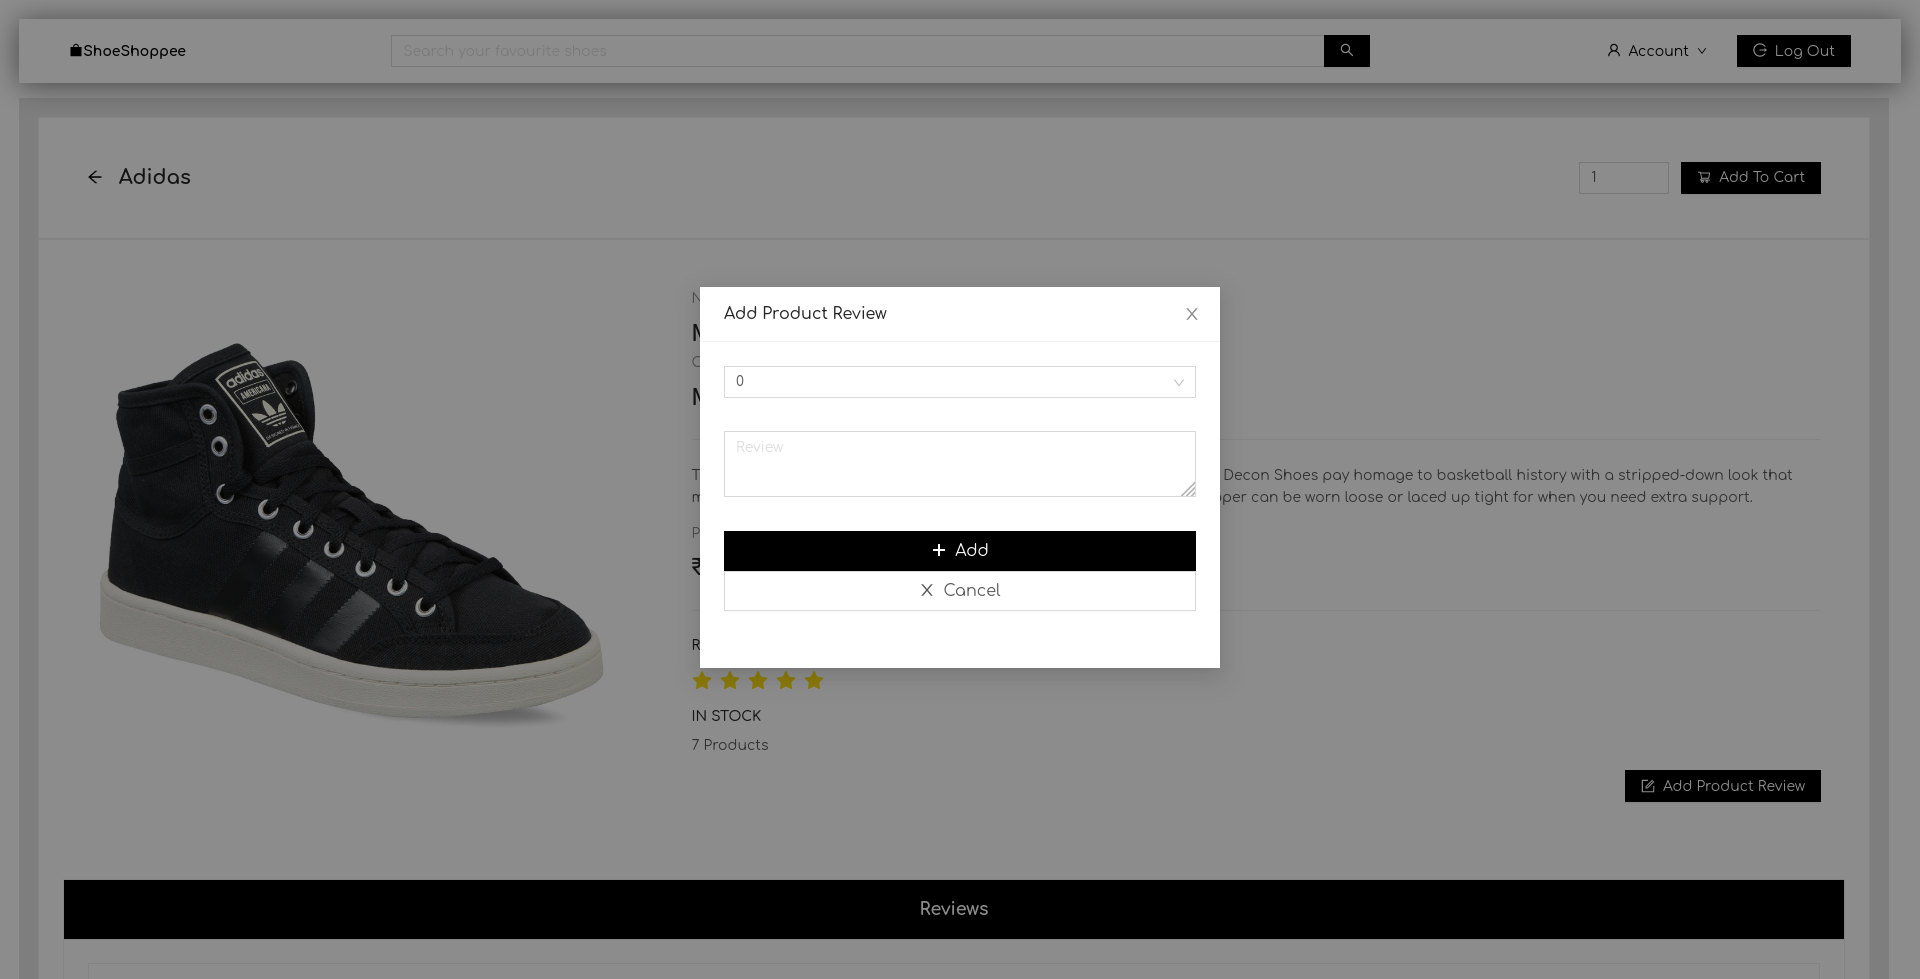 ShoeShoppee
Search your favourite shoes
Account
Log Out
Adidas
1
Add To Cart
adidas
AMERICANA
Add Product Review
0
Review
Add
Cancel
Decon Shoes pay homage to basketball history with a stripped-down look that
can be worn loose or laced up tight for when you need extra support.
₹
IN STOCK
7 Products
Add Product Review
Reviews